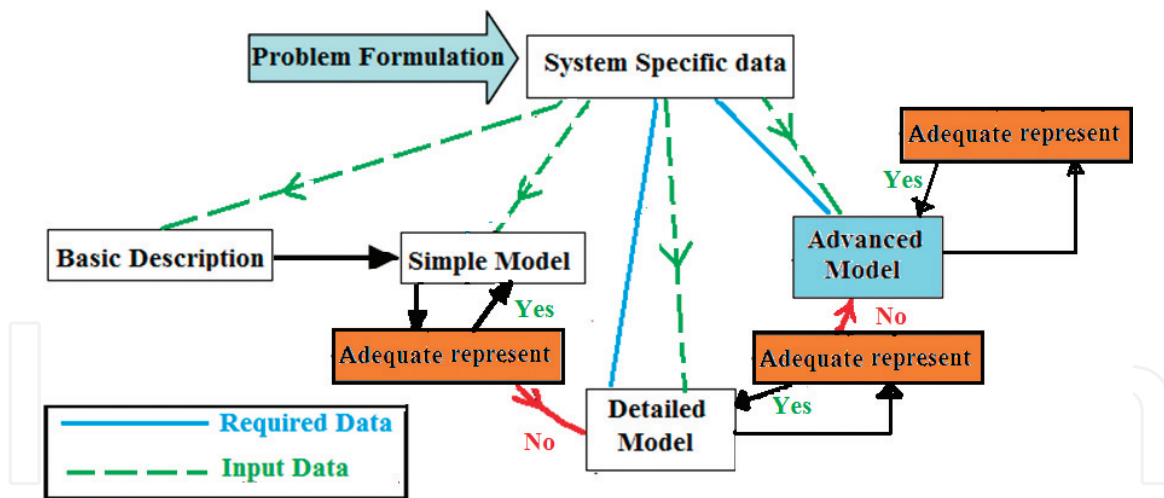 Problem Formulation
System Specific data
Adequate represent
Yes
Basic Description
Simple Model
Advanced
Model
Yes
No
Adequate represent
Adequate represent
Yes
Detailed
Model
No
Required Data
Input Data